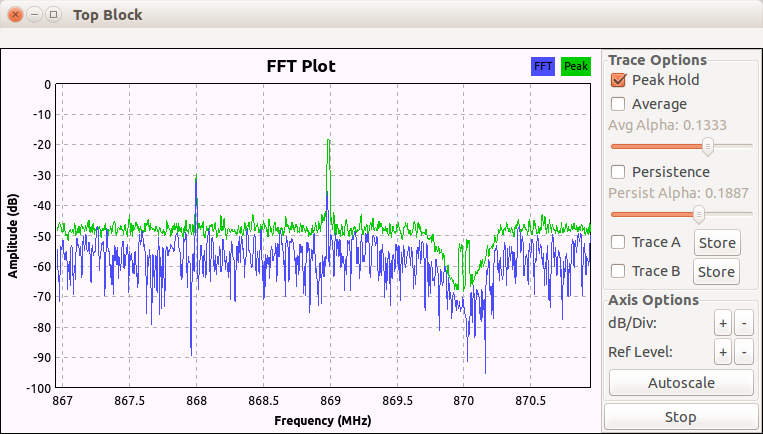 Top Block
FFT Plot
FFT Peak
0
-10
-20
-30
-40
-50
-60
-70
-80
-90
-100
Amplitude (dB)
867 867.5 868 868.5 869 869.5 870 870.5
Frequency (MHz)
Trace Options
Peak Hold
Average
Avg Alpha: 0.1333
Persistence
Persist Alpha: 0.1887
Trace A Store
Trace B Store
Axis Options
dB/Div: + -
Ref Level: + -
Autoscale
Stop